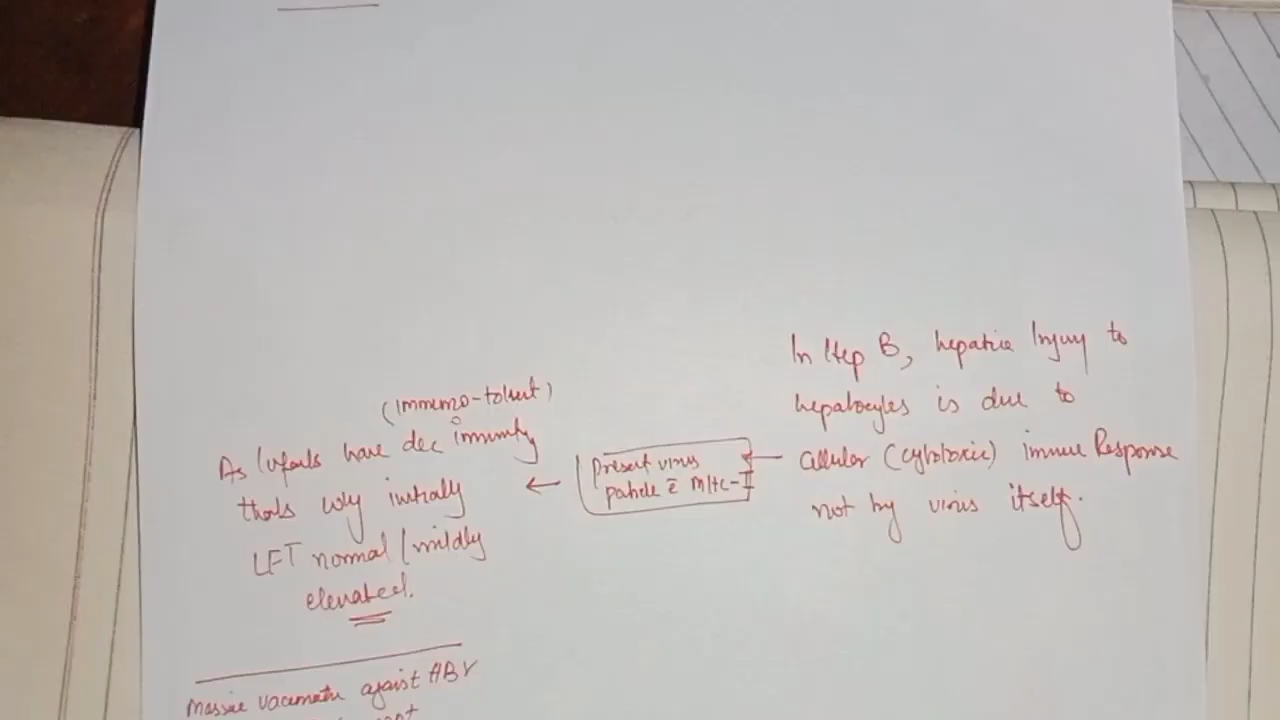 In Hep B, hepatic Injury to
hepatocytes is due to
cellular (cytotoxic) immune Response
not by virus itself.
present virus
particle c̄ MHC-I
(immuno-tolerant)
As Infants have dec immunity
thats why initially
LFT normal / mildly
elevated.
Massive vaccination against HBV